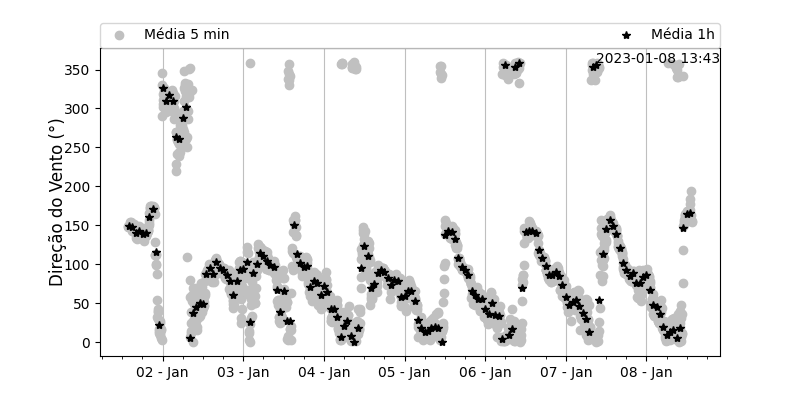 Média 5 min
Média 1h
2023-01-08 13:43
Direção do Vento (°)
350
300
250
200
150
100
50
0
02 - Jan
03 - Jan
04 - Jan
05 - Jan
06 - Jan
07 - Jan
08 - Jan